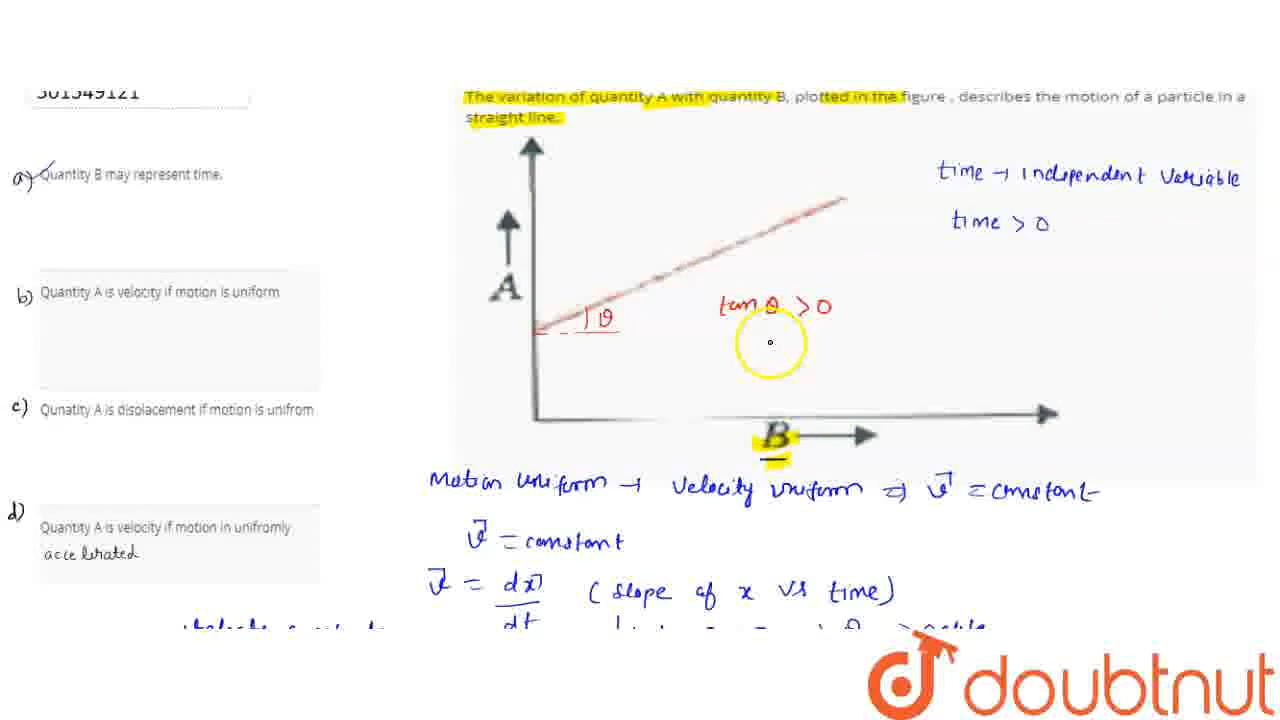 301349121
The variation of quantity A with quantity B, plotted in the figure , describes the motion of a particle in a
straight line.
a) Quantity B may represent time.
time → independent variable
time > 0
A
b) Quantity A is velocity if motion is uniform
tan θ > 0
θ
c) Qunatity A is displacement if motion is unifrom
B
motion uniform → velocity uniform ⇒ v⃗ = constant
d) Quantity A is velocity if motion in unifromly
accelerated
v⃗ = constant
v⃗ = dx⃗ (slope of x vs time)
dt
doubtnut